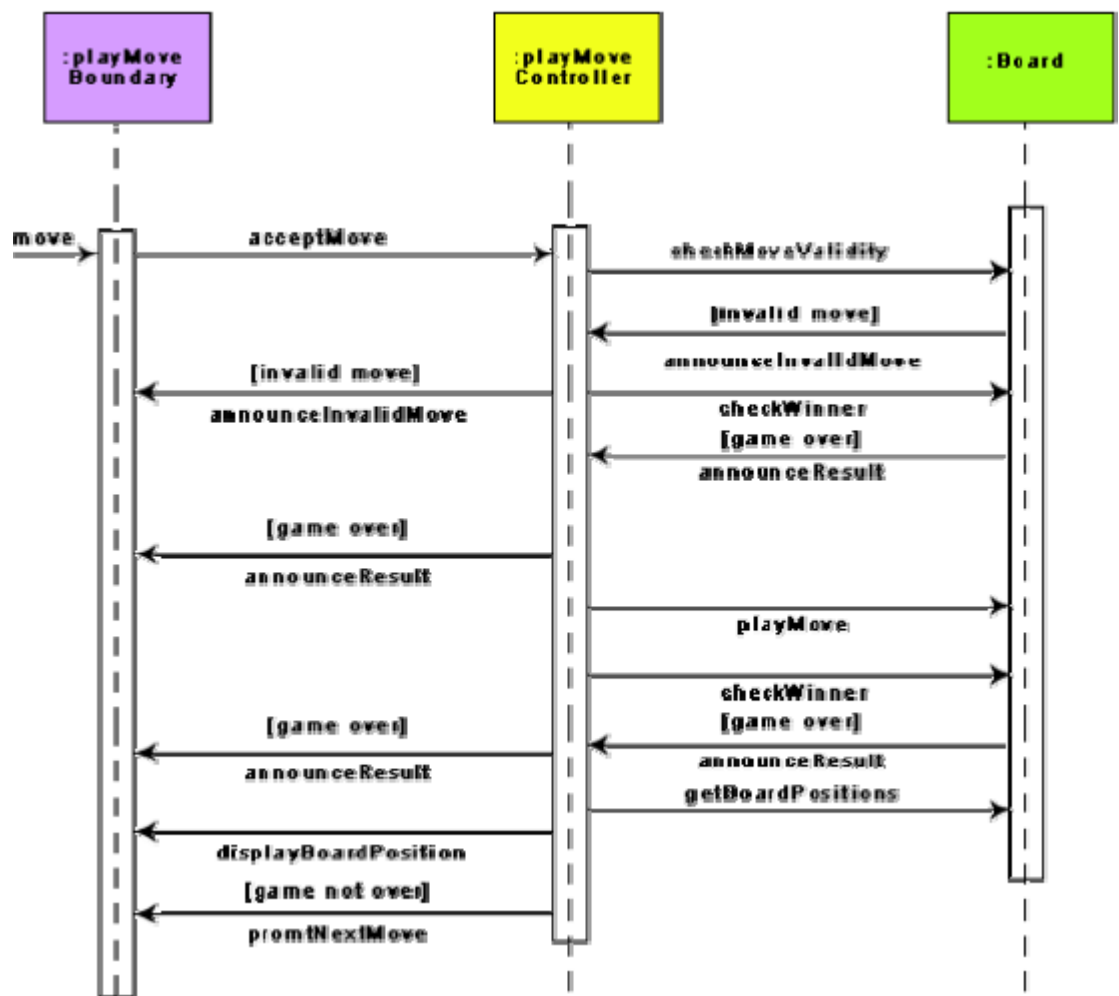 :playMove
Boundary
:playMove
Controller
:Board
move
acceptMove
checkMoveValidity
[invalid move]
announceInvalidMove
[invalid move]
announceInvalidMove
checkWinner
[game over]
announceResult
[game over]
announceResult
playMove
checkWinner
[game over]
announceResult
[game over]
announceResult
getBoardPositions
displayBoardPosition
[game not over]
promtNextMove